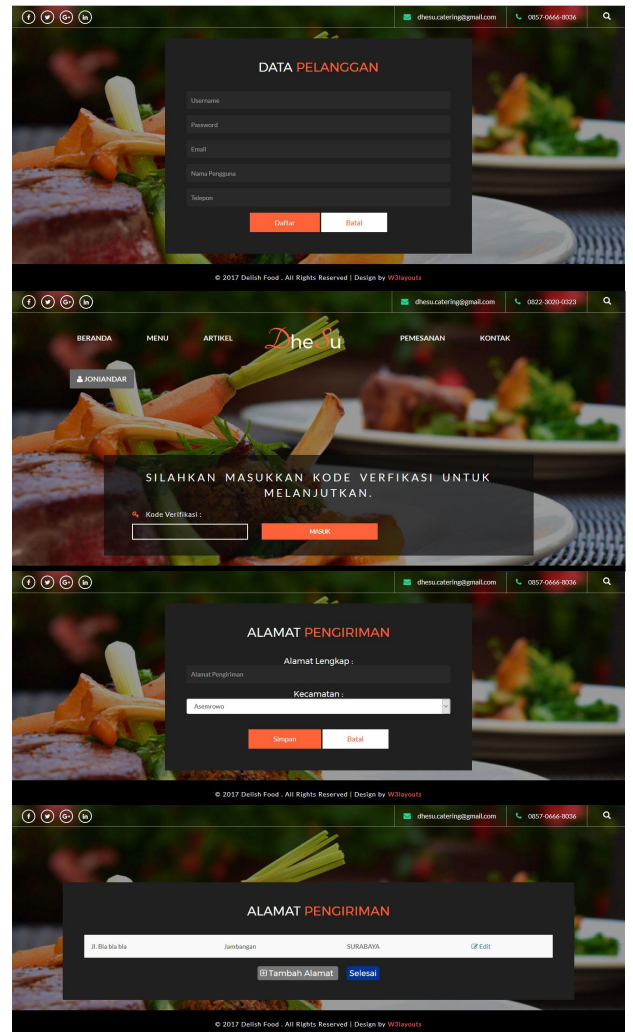 dhesu.catering@gmail.com 0857-0666-8036
DATA PELANGGAN
Username
Password
Email
Nama Pengguna
Telepon
Daftar Batal
© 2017 Delish Food . All Rights Reserved | Design by W3layouts
dhesu.catering@gmail.com 0822-3020-0323
BERANDA MENU ARTIKEL DheSu PEMESANAN KONTAK
JONIANDAR
SILAHKAN MASUKKAN KODE VERFIKASI UNTUK
MELANJUTKAN.
Kode Verifikasi :
MASUK
dhesu.catering@gmail.com 0857-0666-8036
ALAMAT PENGIRIMAN
Alamat Lengkap :
Alamat Pengiriman
Kecamatan :
Asemrowo
Simpan Batal
© 2017 Delish Food . All Rights Reserved | Design by W3layouts
dhesu.catering@gmail.com 0857-0666-8036
ALAMAT PENGIRIMAN
Jl. Bla bla bla Jambangan SURABAYA Edit
Tambah Alamat Selesai
© 2017 Delish Food . All Rights Reserved | Design by W3layouts